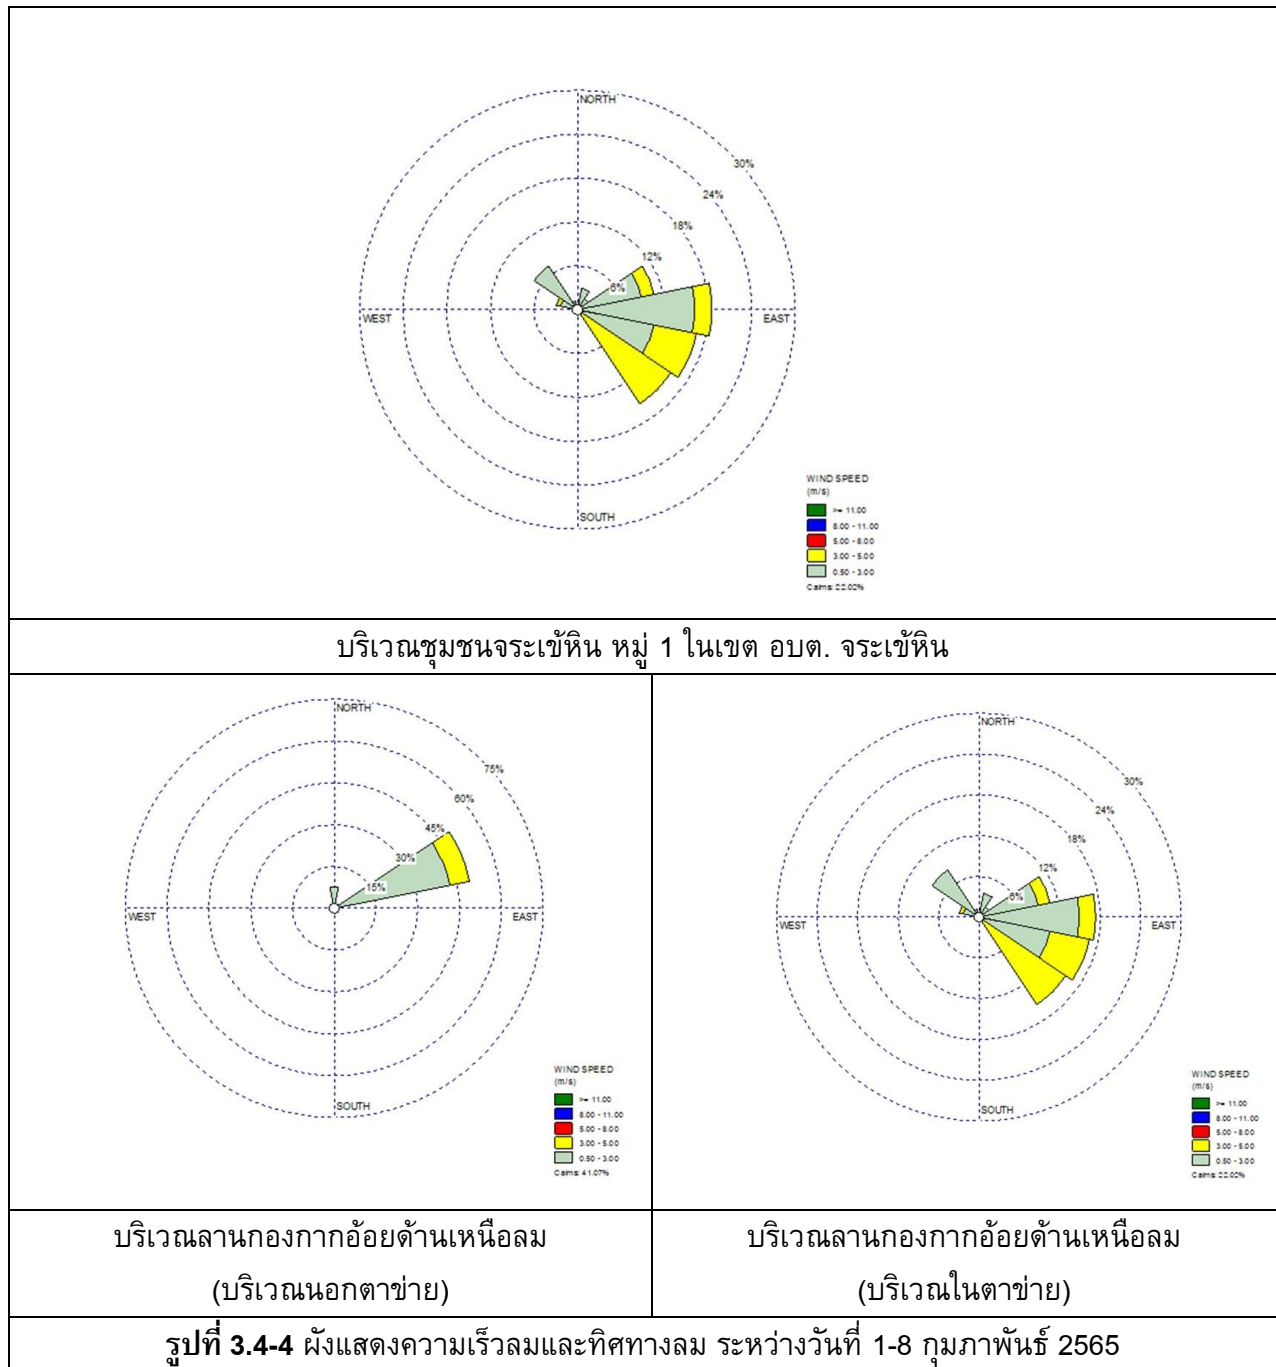 NORTH
30%
24%
18%
12%
6%
WEST
EAST
SOUTH
WIND SPEED
(m/s)
>= 11.00
8.00 - 11.00
5.00 - 8.00
3.00 - 5.00
0.50 - 3.00
Calms: 22.02%
บริเวณชุมชนจระเข้หิน หมู่ 1 ในเขต อบต. จระเข้หิน
NORTH
75%
60%
45%
30%
15%
WEST
EAST
SOUTH
WIND SPEED
(m/s)
>= 11.00
8.00 - 11.00
5.00 - 8.00
3.00 - 5.00
0.50 - 3.00
Calms: 41.07%
NORTH
30%
24%
18%
12%
6%
WEST
EAST
SOUTH
WIND SPEED
(m/s)
>= 11.00
8.00 - 11.00
5.00 - 8.00
3.00 - 5.00
0.50 - 3.00
Calms: 22.02%
บริเวณลานกองกากอ้อยด้านเหนือลม
(บริเวณนอกตาข่าย)
บริเวณลานกองกากอ้อยด้านเหนือลม
(บริเวณในตาข่าย)
รูปที่ 3.4-4 ผังแสดงความเร็วลมและทิศทางลม ระหว่างวันที่ 1-8 กุมภาพันธ์ 2565